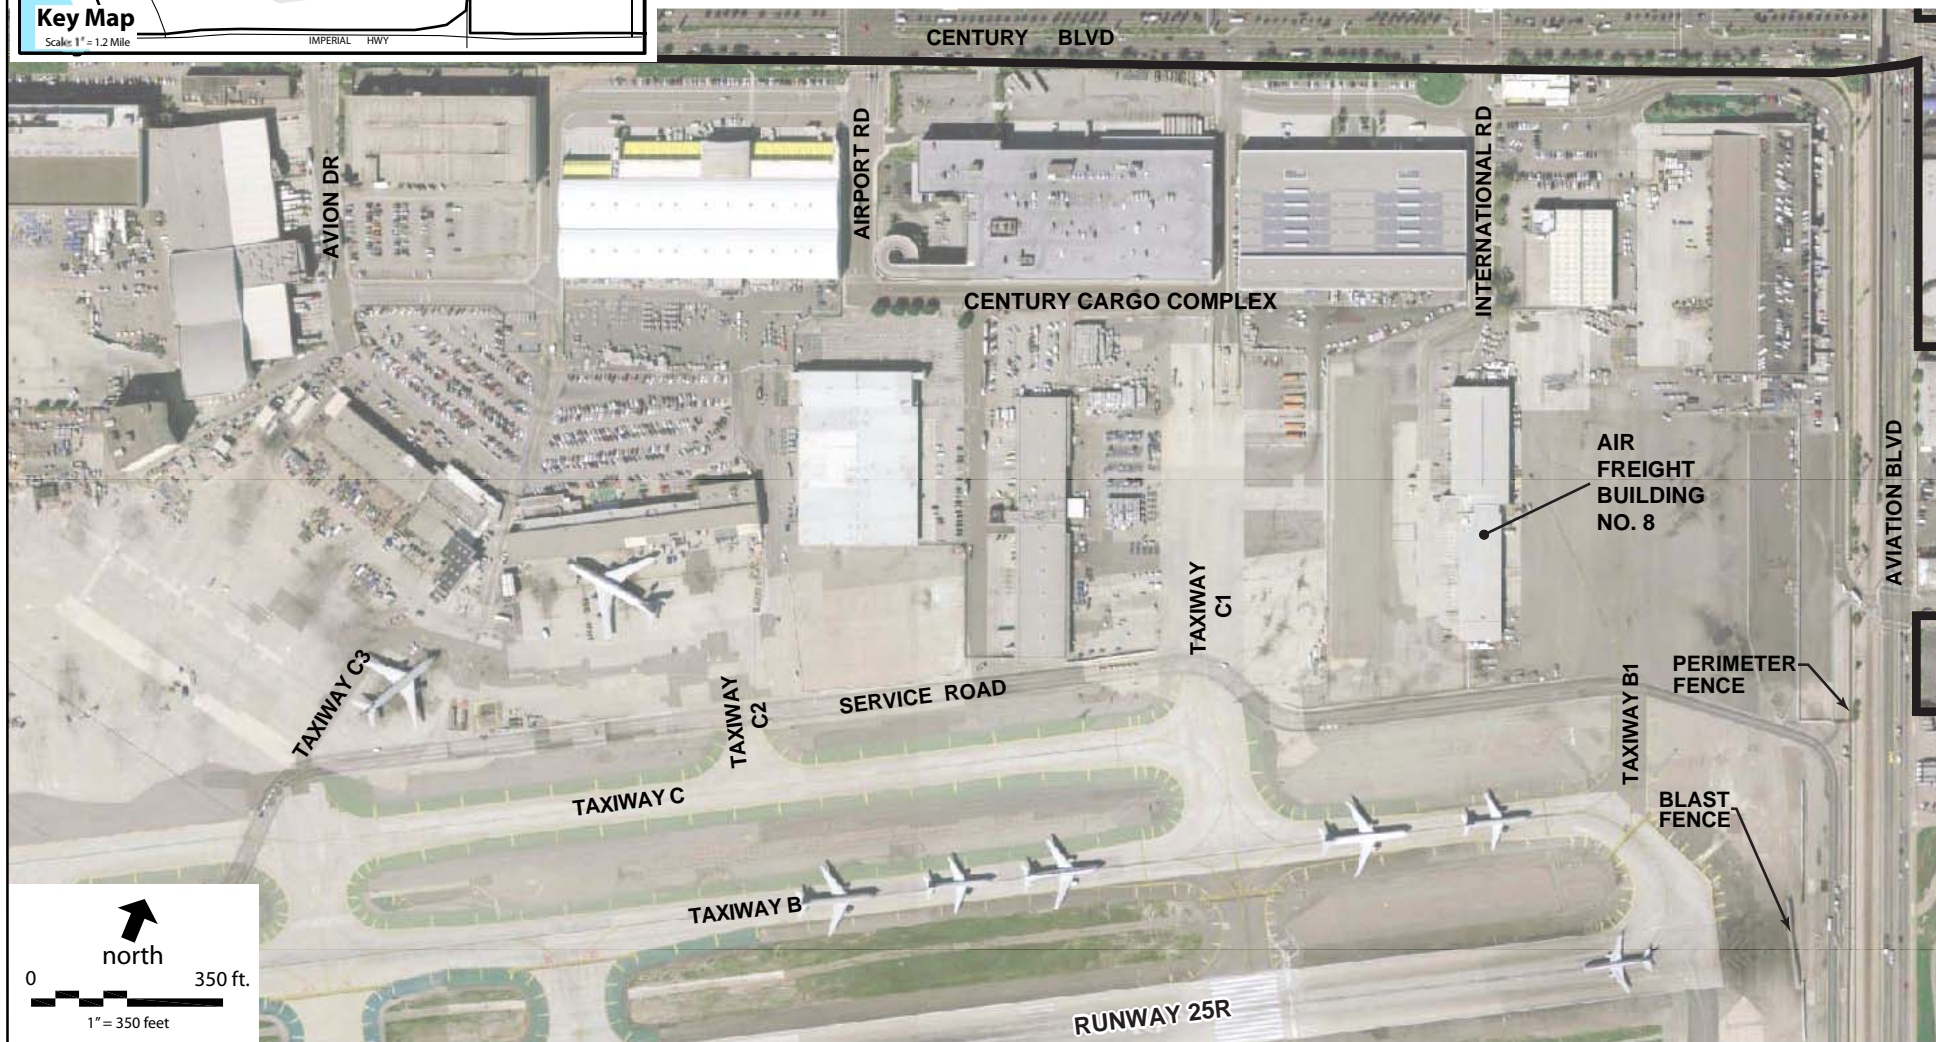 Key Map
Scale: 1" = 1.2 Mile
IMPERIAL HWY
CENTURY BLVD
AVION DR
AIRPORT RD
INTERNATIONAL RD
CENTURY CARGO COMPLEX
AIR
FREIGHT
BUILDING
NO. 8
AVIATION BLVD
TAXIWAY
C1
TAXIWAY C3
TAXIWAY
C2
SERVICE ROAD
TAXIWAY B1
PERIMETER
FENCE
TAXIWAY C
BLAST
FENCE
TAXIWAY B
RUNWAY 25R
north
0 350 ft.
1" = 350 feet